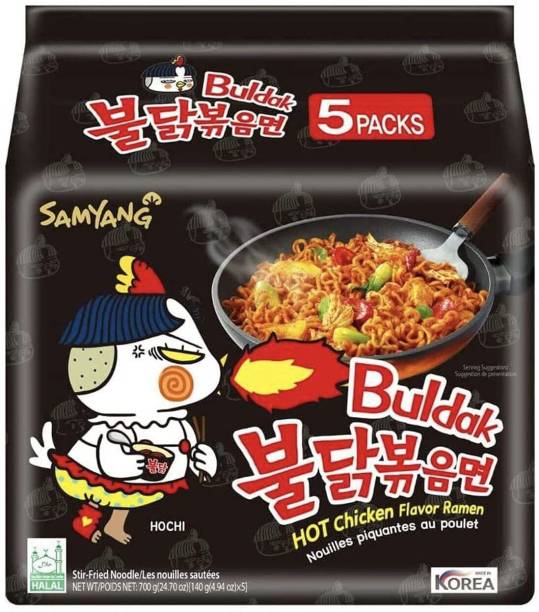 Buldak
불닭볶음면
5 PACKS
SAMYANG
Serving Suggestion
Suggestion de présentation
Buldak
불닭볶음면
HOT Chicken Flavor Ramen
Nouilles piquantes au poulet
불닭
HOCHI
HALAL
Stir-Fried Noodle/Les nouilles sautées
NET WT/POIDS NET: 700 g(24.70 oz)[140 g(4.94 oz)x5]
MADE IN
KOREA